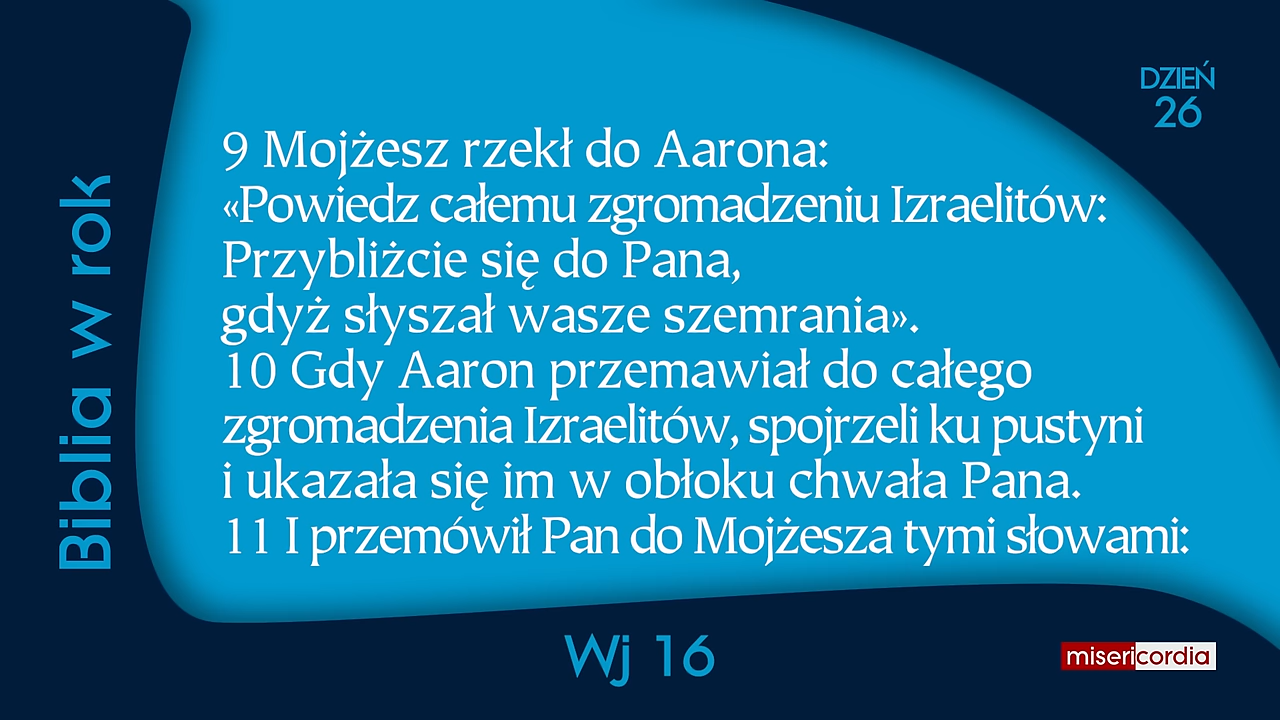 DZIEŃ
26
Biblia w rok
9 Mojżesz rzekł do Aarona:
«Powiedz całemu zgromadzeniu Izraelitów:
Przybliżcie się do Pana,
gdyż słyszał wasze szemrania».
10 Gdy Aaron przemawiał do całego
zgromadzenia Izraelitów, spojrzeli ku pustyni
i ukazała się im w obłoku chwała Pana.
11 I przemówił Pan do Mojżesza tymi słowami:
Wj 16
misericordia